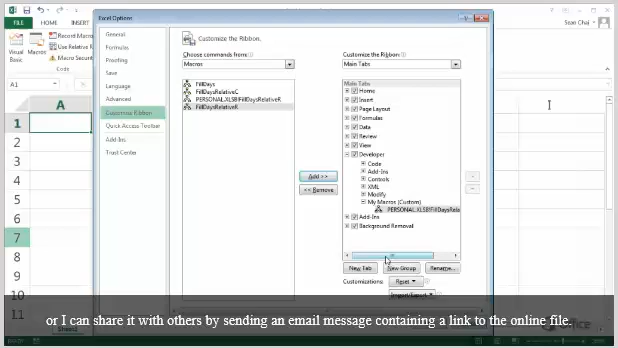 Excel Options
FILE HOME INSERT
Sean Chai
Visual Basic
Macros
Record Macro
Use Relative R
Macro Securit
Code
A1
A
I
1
2
3
4
5
6
7
8
9
10
11
General
Formulas
Proofing
Save
Language
Advanced
Customize Ribbon
Quick Access Toolbar
Add-Ins
Trust Center
Customize the Ribbon.
Choose commands from:
Macros
FillDays
FillDaysRelativeC
PERSONAL.XLSB!FillDaysRelativeR
FillDaysRelativeR
Add >>
<< Remove
Customize the Ribbon:
Main Tabs
Main Tabs
Home
Insert
Page Layout
Formulas
Data
Review
View
Developer
Code
Add-Ins
Controls
XML
Modify
My Macros (Custom)
PERSONAL.XLSB!FillDaysRela
Add-Ins
Background Removal
New Tab New Group Rename...
Customizations: Reset
Import/Export
or I can share it with others by sending an email message containing a link to the online file.
Sheet1
Office